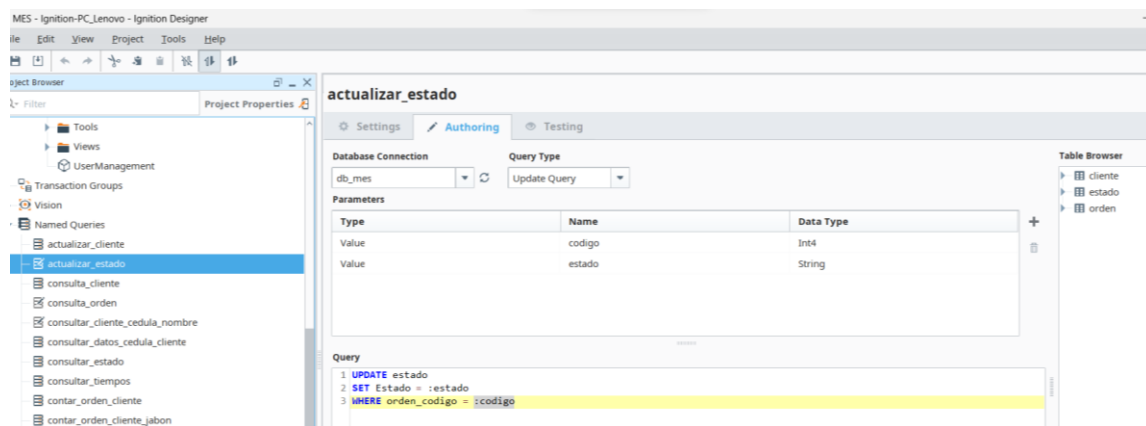 MES - Ignition-PC_Lenovo - Ignition Designer
ile Edit View Project Tools Help
oject Browser
Filter
Project Properties
Tools
Views
UserManagement
Transaction Groups
Vision
Named Queries
actualizar_cliente
actualizar_estado
consulta_cliente
consulta_orden
consultar_cliente_cedula_nombre
consultar_datos_cedula_cliente
consultar_estado
consultar_tiempos
contar_orden_cliente
contar_orden_cliente_jabon
actualizar_estado
Settings Authoring Testing
Database Connection Query Type
db_mes Update Query
Parameters
Type Name Data Type
Value codigo Int4
Value estado String
Query
1 UPDATE estado
2 SET Estado = :estado
3 WHERE orden_codigo = :codigo
Table Browser
cliente
estado
orden